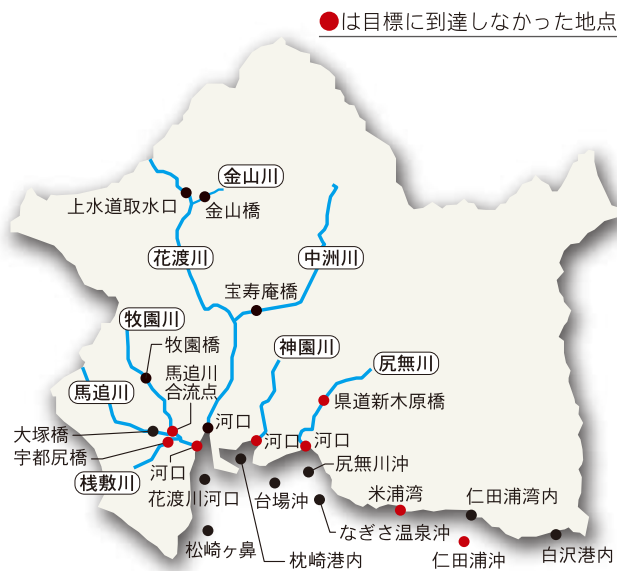 ●は目標に到達しなかった地点
金山川
上水道取水口
金山橋
花渡川
中洲川
宝寿庵橋
牧園川
牧園橋
神園川
尻無川
馬追川
馬追川
合流点
県道新木原橋
大塚橋
宇都尻橋
河口
河口
河口
河口
桟敷川
花渡川河口
台場沖
尻無川沖
米浦湾
仁田浦湾内
なぎさ温泉沖
松崎ヶ鼻
枕崎港内
仁田浦沖
白沢港内